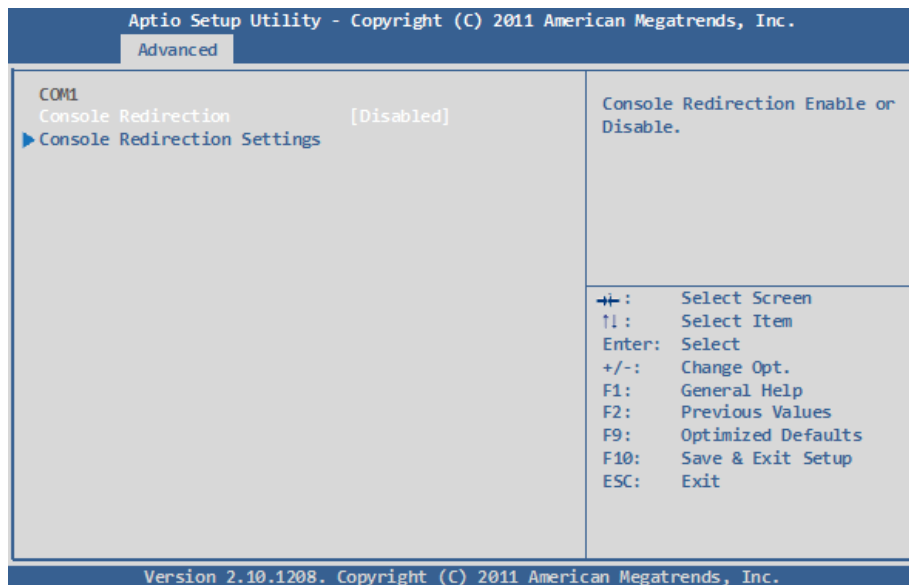 Aptio Setup Utility - Copyright (C) 2011 American Megatrends, Inc.
Advanced
COM1
Console Redirection [Disabled]
Console Redirection Settings
Console Redirection Enable or
Disable.
→←: Select Screen
↑↓: Select Item
Enter: Select
+/-: Change Opt.
F1: General Help
F2: Previous Values
F9: Optimized Defaults
F10: Save & Exit Setup
ESC: Exit
Version 2.10.1208. Copyright (C) 2011 American Megatrends, Inc.